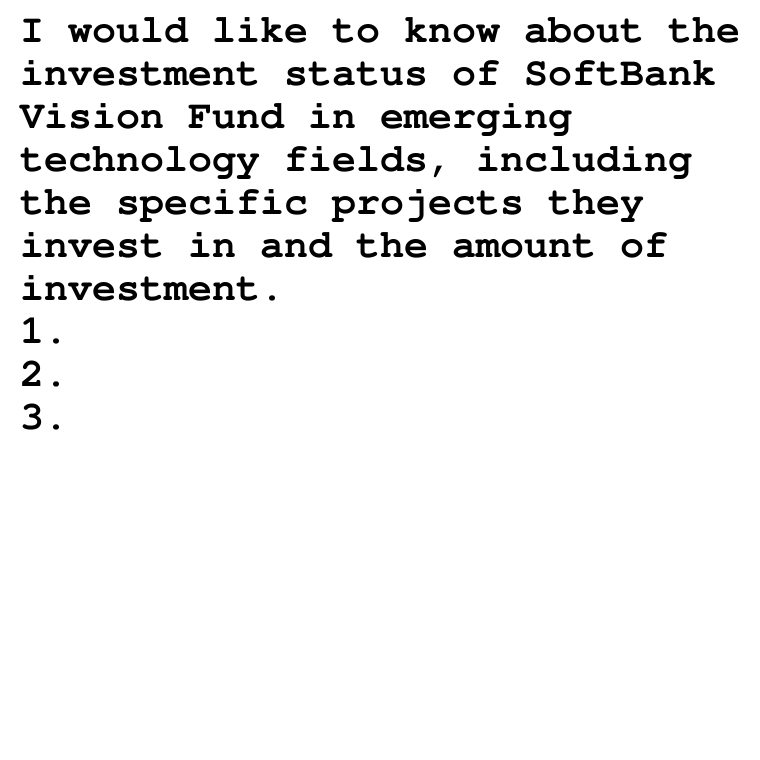 I would like to know about the
investment status of SoftBank
Vision Fund in emerging
technology fields, including
the specific projects they
invest in and the amount of
investment.
1.
2.
3.